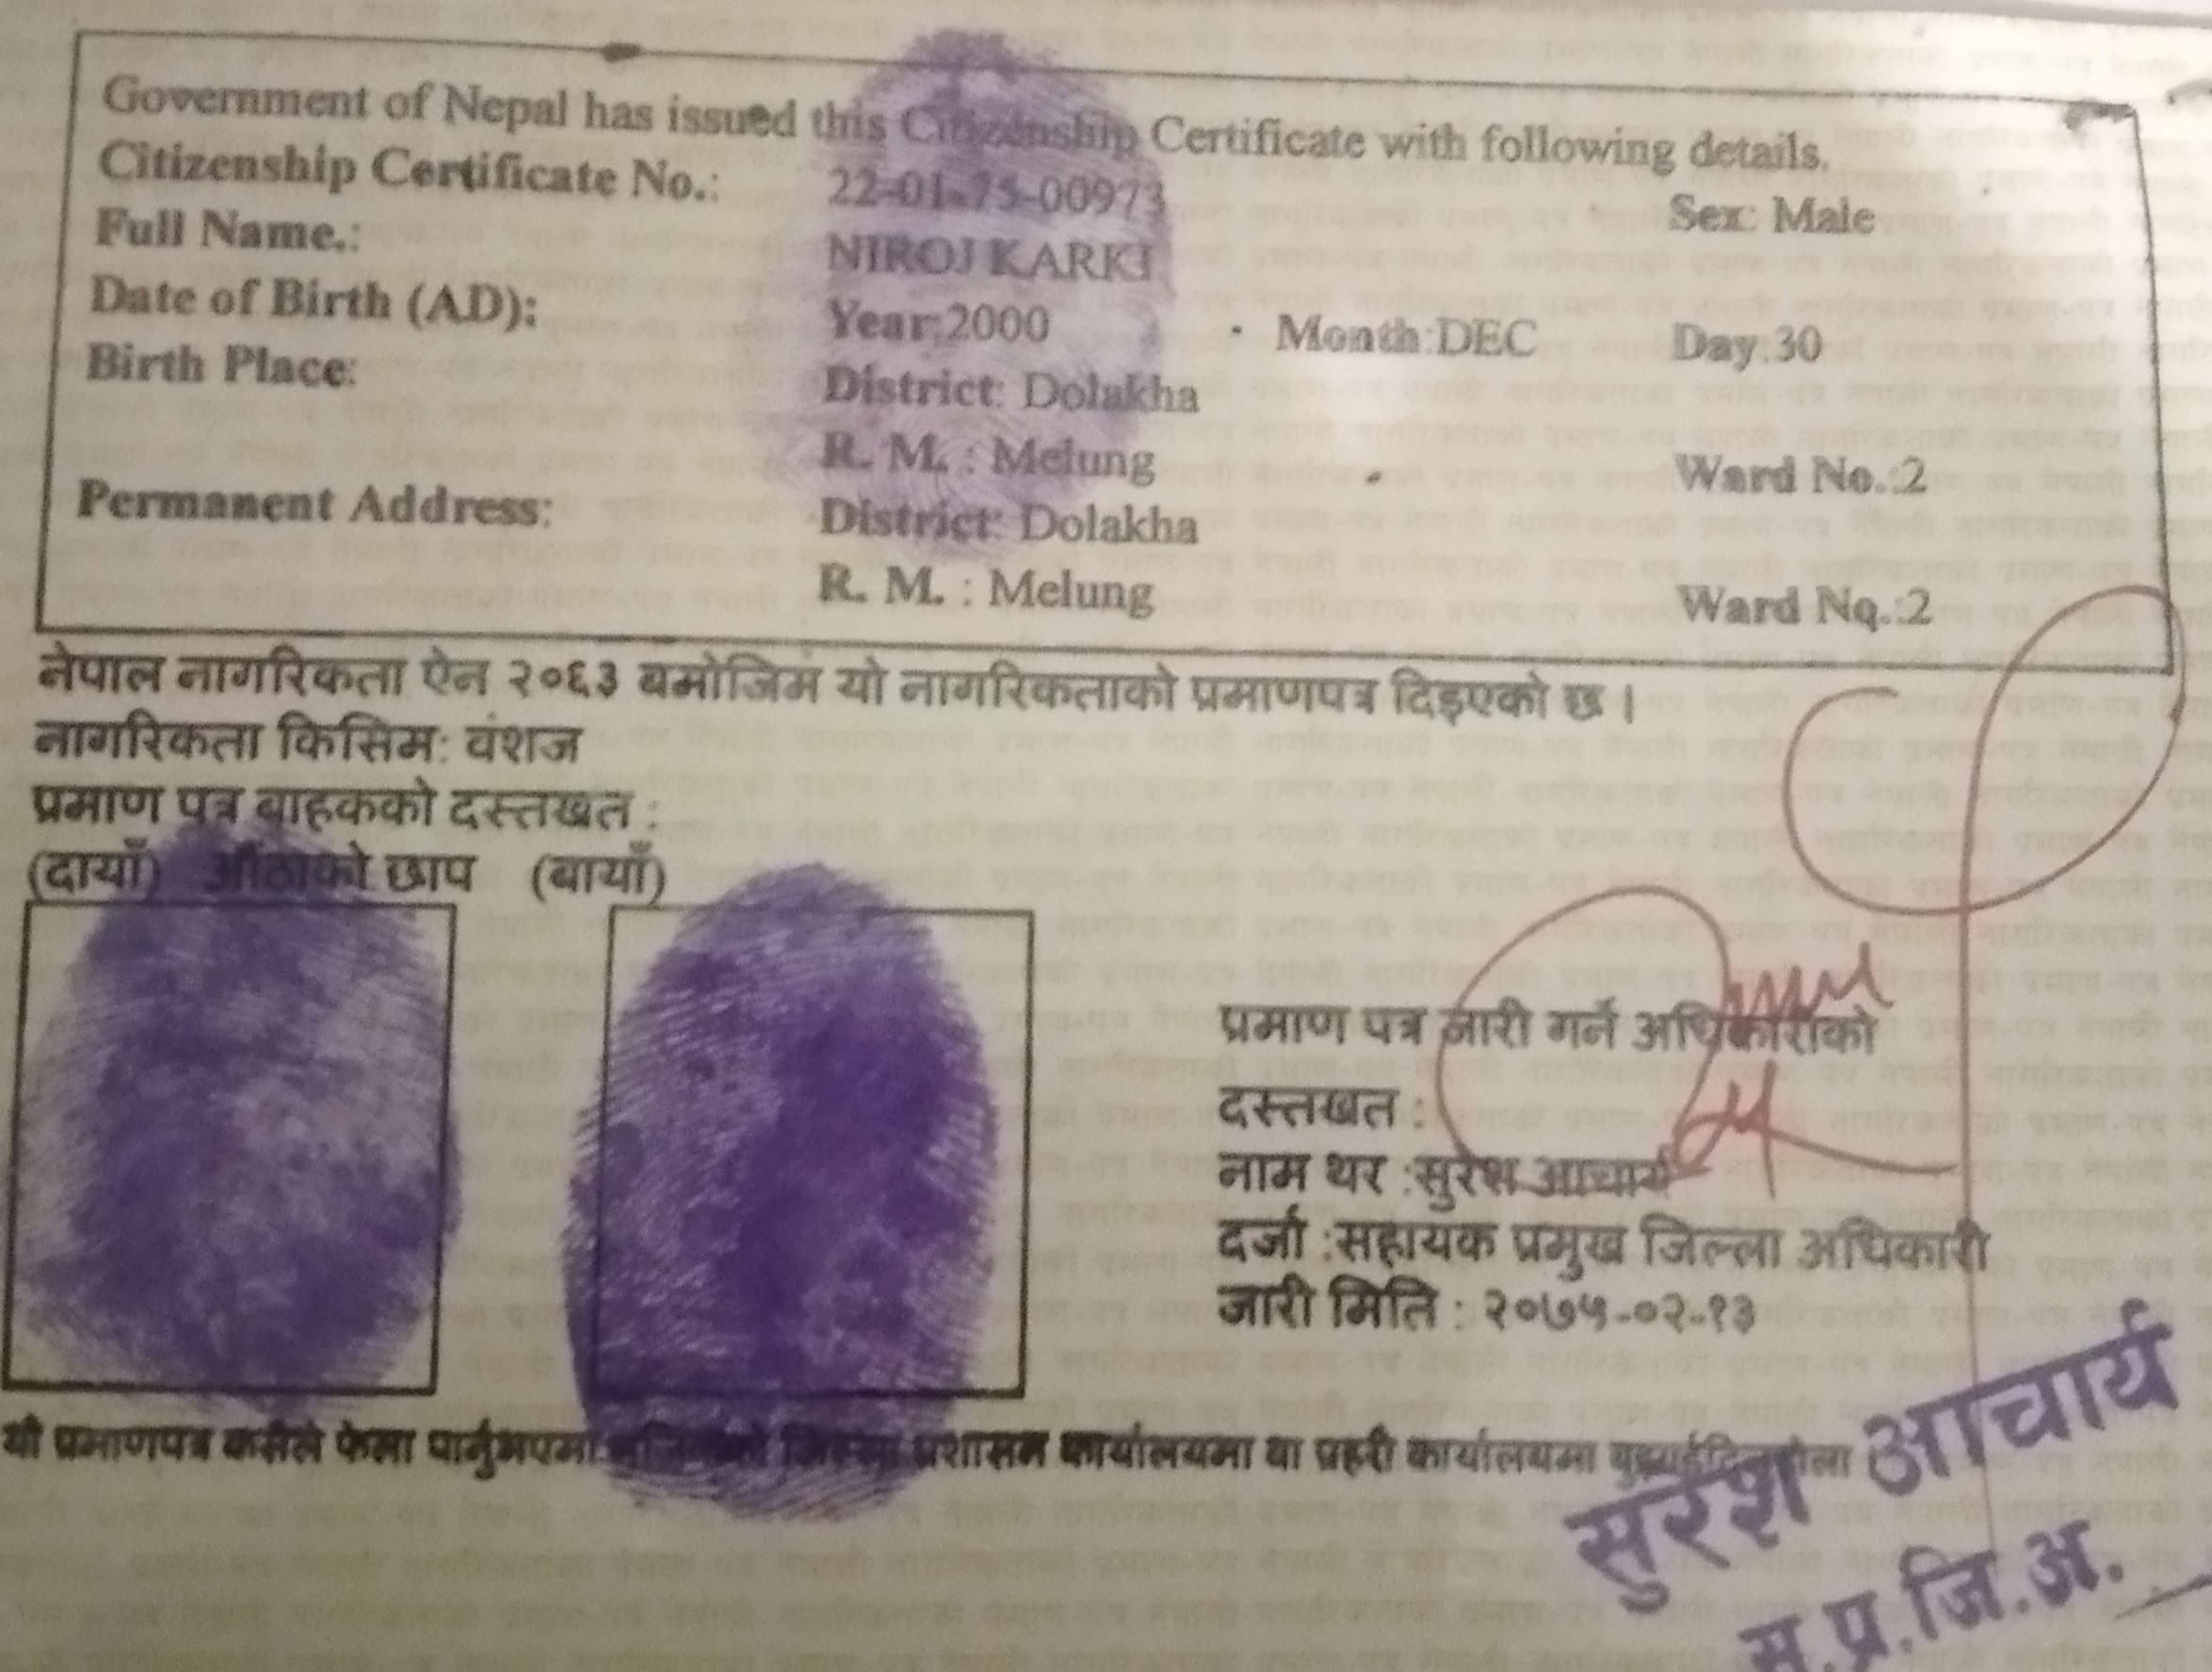 Government of Nepal has issued this Citizenship Certificate with following details.
Citizenship Certificate No.: 22-01-75-00973 Sex: Male
Full Name.: NIROJ KARKI
Date of Birth (AD): Year:2000 Month:DEC Day:30
Birth Place: District: Dolakha
R. M. : Melung Ward No.:2
Permanent Address: District: Dolakha
R. M. : Melung Ward No.:2
नेपाल नागरिकता ऐन २०६३ बमोजिम यो नागरिकताको प्रमाणपत्र दिइएको छ ।
नागरिकता किसिम: वंशज
प्रमाण पत्र बाहकको दस्तखत :
(दायाँ) औंठाको छाप (बायाँ)
प्रमाण पत्र जारी गर्ने अधिकारीको
दस्तखत :
नाम थर :सुरेश आचार्य
दर्जा :सहायक प्रमुख जिल्ला अधिकारी
जारी मिति : २०७५-०२-१३
यो प्रमाणपत्र कसैले फेला पार्नुभएमा जिल्ला प्रशासन कार्यालयमा वा प्रहरी कार्यालयमा
सुरेश आचार्य
स.प्र.जि.अ.